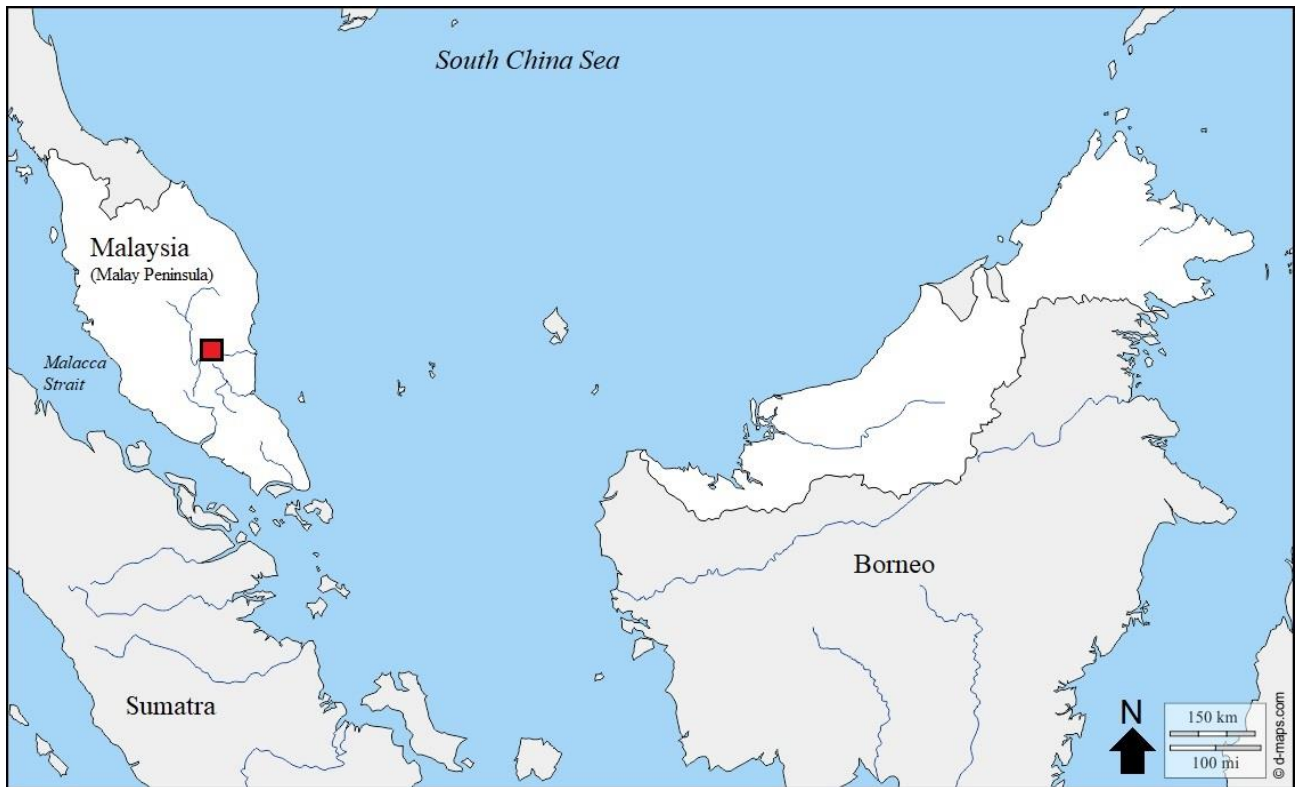 South China Sea
Malaysia
(Malay Peninsula)
Malacca
Strait
Borneo
Sumatra
N
150 km
100 mi
© d-maps.com